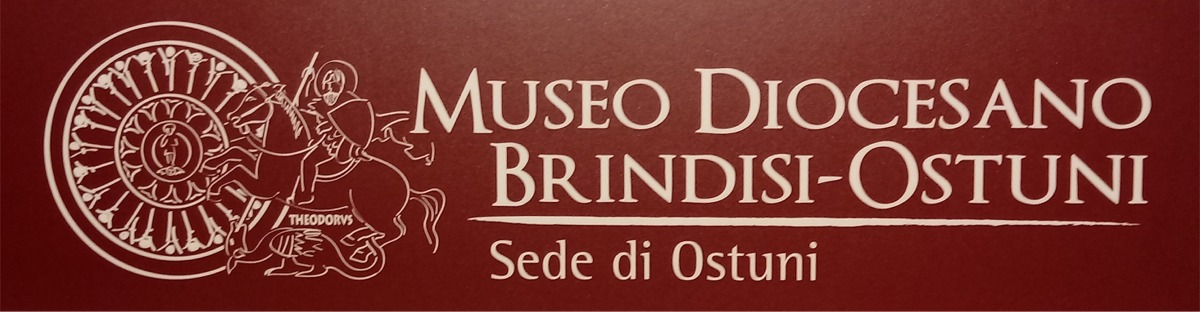 MUSEO DIOCESANO
BRINDISI-OSTUNI
THEODORVS
Sede di Ostuni